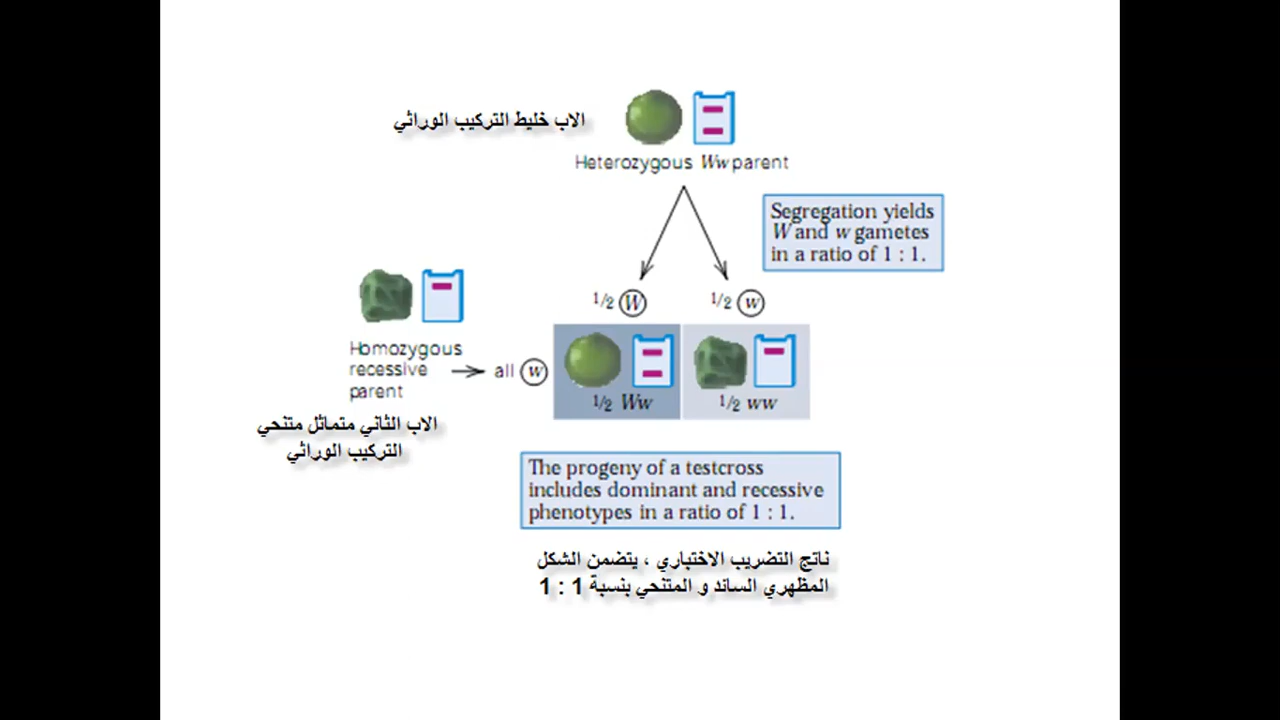 الاب خليط التركيب الوراثي
Heterozygous Ww parent
Segregation yields
W and w gametes
in a ratio of 1 : 1.
1/2 W
1/2 w
Homozygous
recessive
parent
all w
1/2 Ww
1/2 ww
الاب الثاني متماثل متنحي
التركيب الوراثي
The progeny of a testcross
includes dominant and recessive
phenotypes in a ratio of 1 : 1.
ناتج التضريب الاختباري ، يتضمن الشكل
المظهري السائد و المتنحي بنسبة 1 : 1